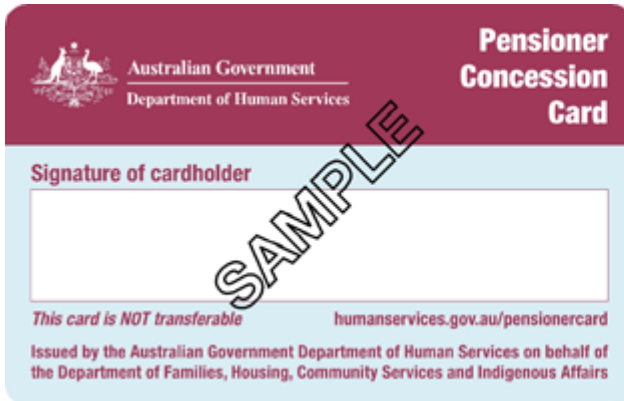 Australian Government
Department of Human Services
Pensioner
Concession
Card
Signature of cardholder
SAMPLE
This card is NOT transferable
humanservices.gov.au/pensionercard
Issued by the Australian Government Department of Human Services on behalf of
the Department of Families, Housing, Community Services and Indigenous Affairs